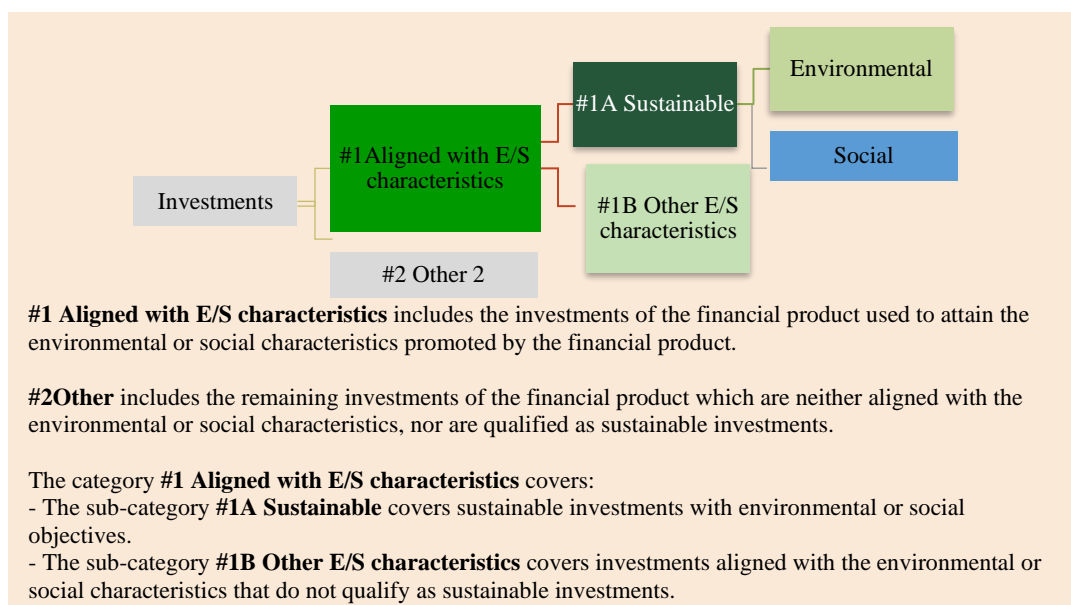 Environmental
#1A Sustainable
#1Aligned with E/S
characteristics
Social
Investments
#1B Other E/S
characteristics
#2 Other 2
#1 Aligned with E/S characteristics includes the investments of the financial product used to attain the
environmental or social characteristics promoted by the financial product.
#2Other includes the remaining investments of the financial product which are neither aligned with the
environmental or social characteristics, nor are qualified as sustainable investments.
The category #1 Aligned with E/S characteristics covers:
- The sub-category #1A Sustainable covers sustainable investments with environmental or social
objectives.
- The sub-category #1B Other E/S characteristics covers investments aligned with the environmental or
social characteristics that do not qualify as sustainable investments.